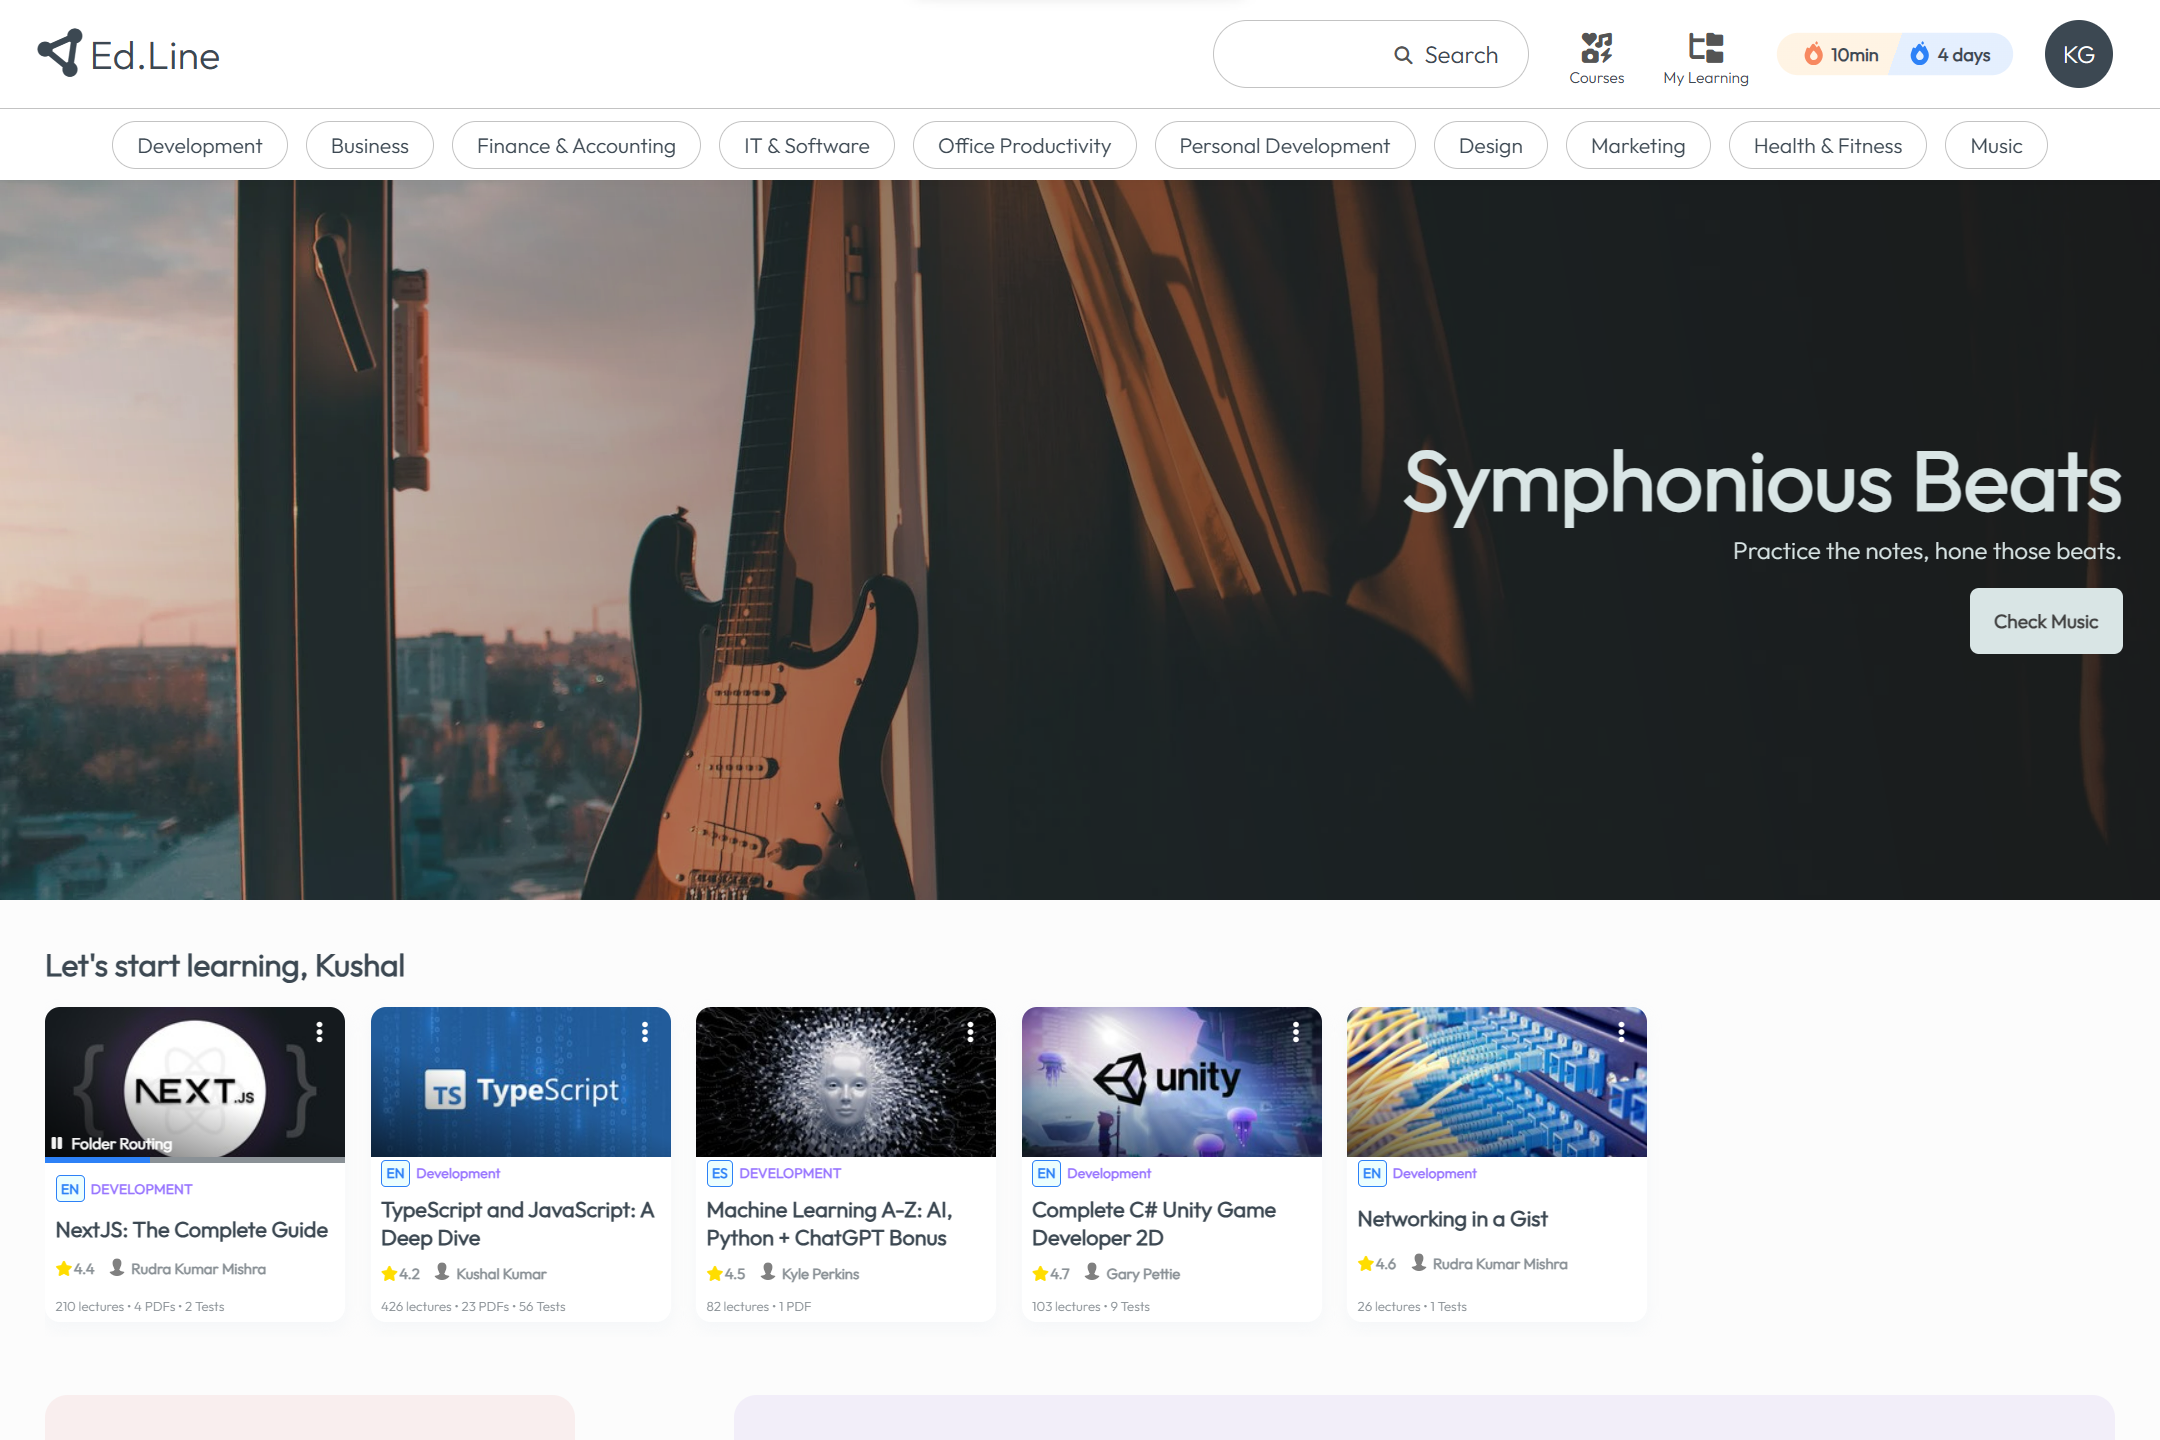 Ed.Line
Search
Courses
My Learning
10min
4 days
KG
Development
Business
Finance & Accounting
IT & Software
Office Productivity
Personal Development
Design
Marketing
Health & Fitness
Music
Symphonious Beats
Practice the notes, hone those beats.
Check Music
Let's start learning, Kushal
NEXT.JS
Folder Routing
EN DEVELOPMENT
NextJS: The Complete Guide
4.4 Rudra Kumar Mishra
210 lectures • 4 PDFs • 2 Tests
TS TypeScript
EN Development
TypeScript and JavaScript: A
Deep Dive
4.2 Kushal Kumar
426 lectures • 23 PDFs • 56 Tests
ES DEVELOPMENT
Machine Learning A-Z: AI,
Python + ChatGPT Bonus
4.5 Kyle Perkins
82 lectures • 1 PDF
unity
EN Development
Complete C# Unity Game
Developer 2D
4.7 Gary Pettie
103 lectures • 9 Tests
EN Development
Networking in a Gist
4.6 Rudra Kumar Mishra
26 lectures • 1 Tests